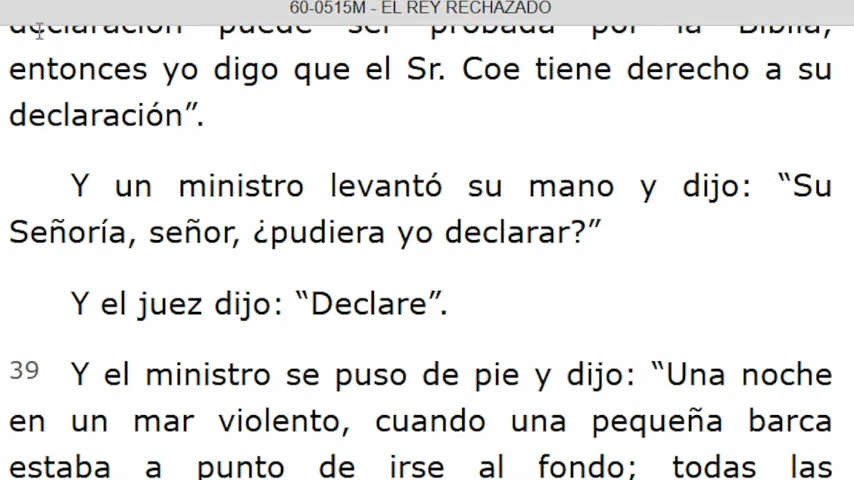 60-0515M - EL REY RECHAZADO
declaración puede ser probada por la Biblia,
entonces yo digo que el Sr. Coe tiene derecho a su
declaración”.
Y un ministro levantó su mano y dijo: “Su
Señoría, señor, ¿pudiera yo declarar?”
Y el juez dijo: “Declare”.
39 Y el ministro se puso de pie y dijo: “Una noche
en un mar violento, cuando una pequeña barca
estaba a punto de irse al fondo; todas las